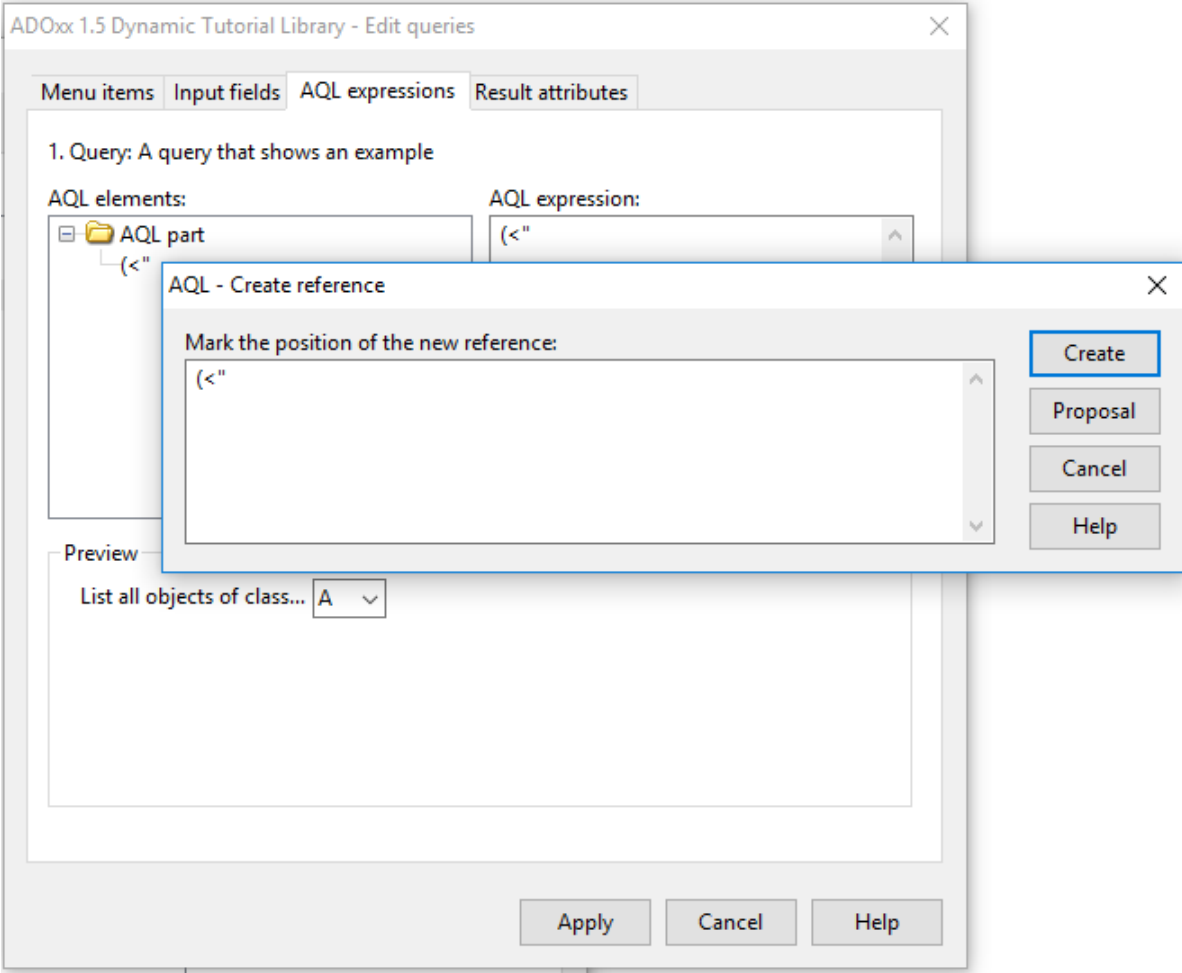 ADOxx 1.5 Dynamic Tutorial Library - Edit queries
Menu items Input fields AQL expressions Result attributes
1. Query: A query that shows an example
AQL elements: AQL expression:
AQL part (<"
(<"
AQL - Create reference
Mark the position of the new reference:
(<"
Create
Proposal
Cancel
Help
Preview
List all objects of class... A
Apply Cancel Help